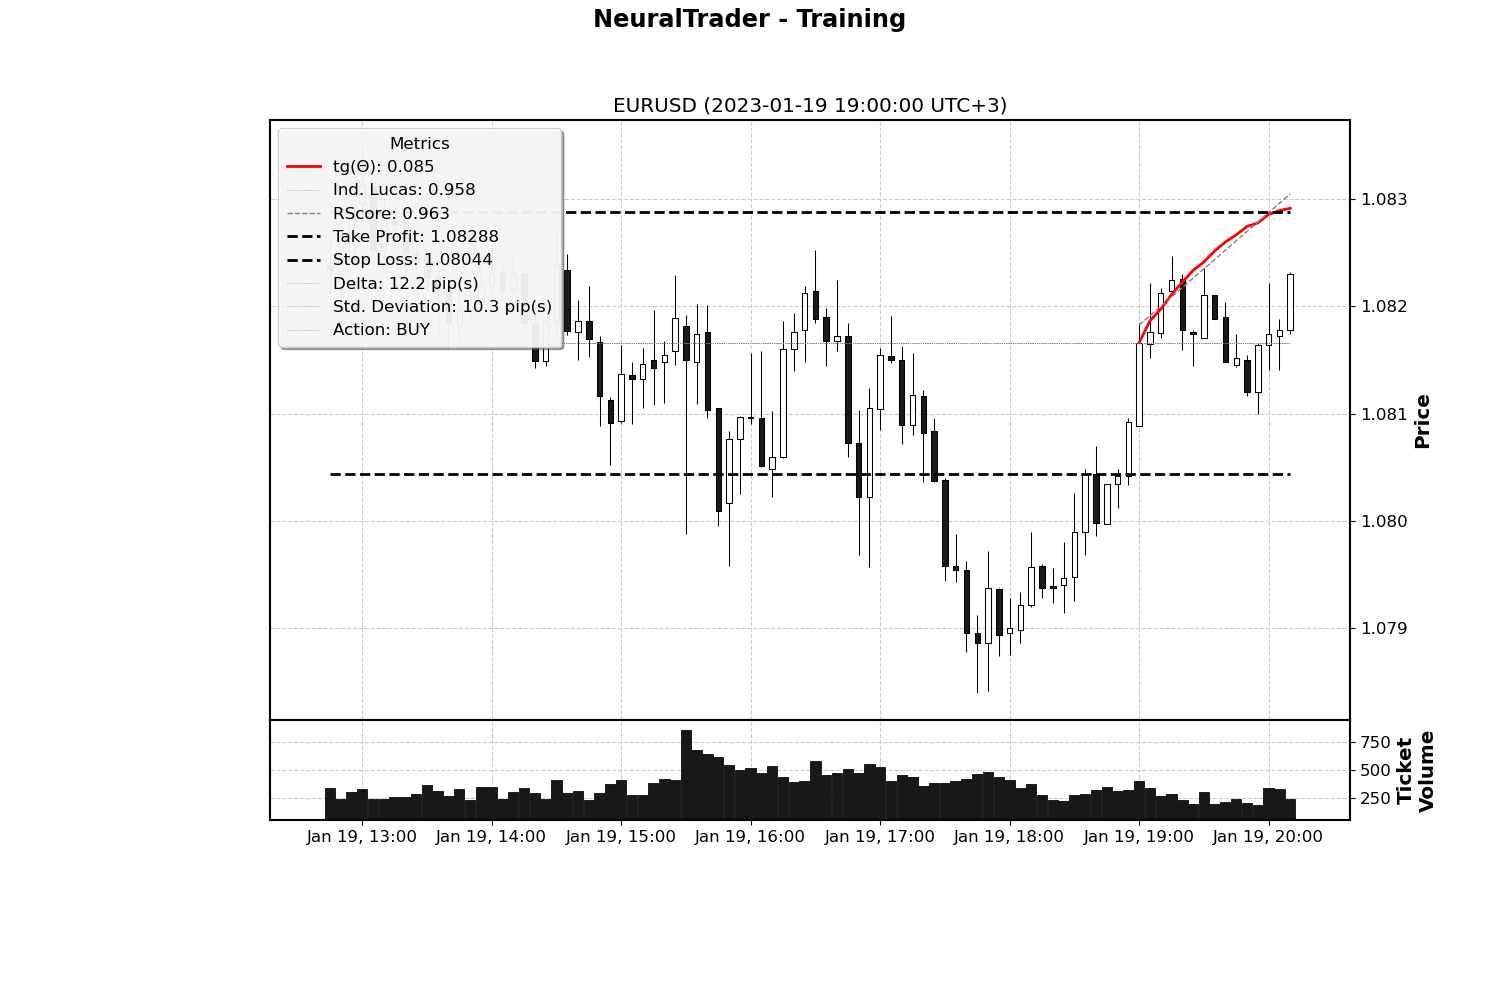 NeuralTrader - Training
EURUSD (2023-01-19 19:00:00 UTC+3)
Metrics
tg(Θ): 0.085
Ind. Lucas: 0.958
RScore: 0.963
Take Profit: 1.08288
Stop Loss: 1.08044
Delta: 12.2 pip(s)
Std. Deviation: 10.3 pip(s)
Action: BUY
1.083
1.082
1.081
1.080
1.079
Price
750
500
250
Ticket
Volume
Jan 19, 13:00
Jan 19, 14:00
Jan 19, 15:00
Jan 19, 16:00
Jan 19, 17:00
Jan 19, 18:00
Jan 19, 19:00
Jan 19, 20:00